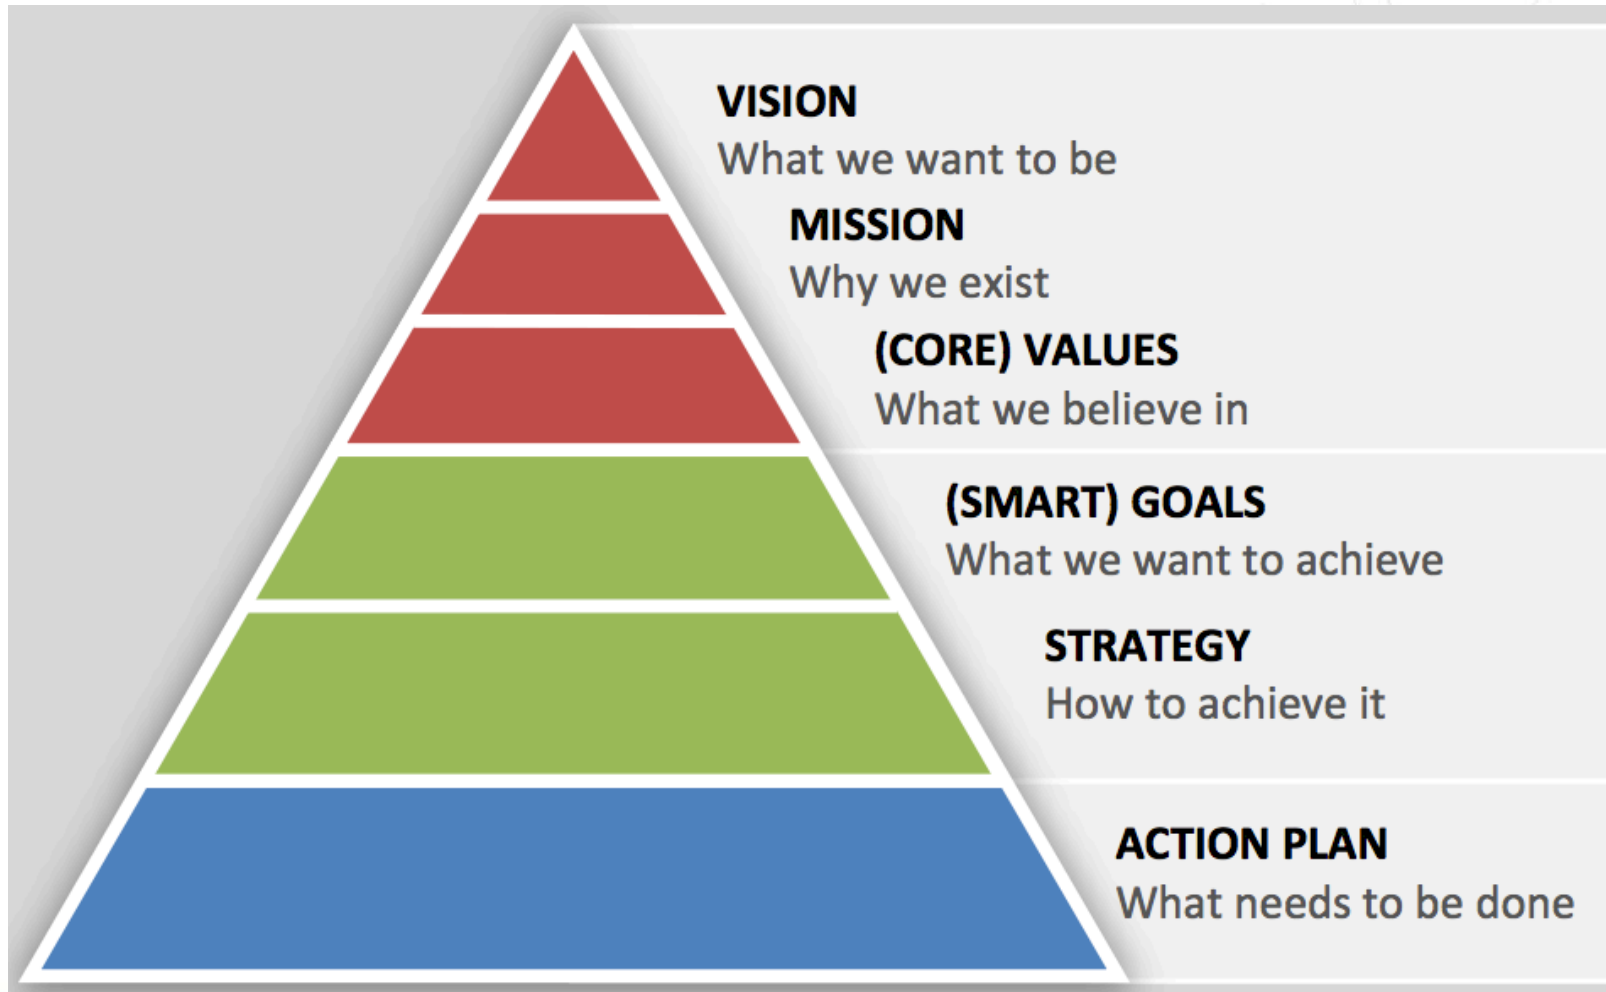 VISION
What we want to be
MISSION
Why we exist
(CORE) VALUES
What we believe in
(SMART) GOALS
What we want to achieve
STRATEGY
How to achieve it
ACTION PLAN
What needs to be done